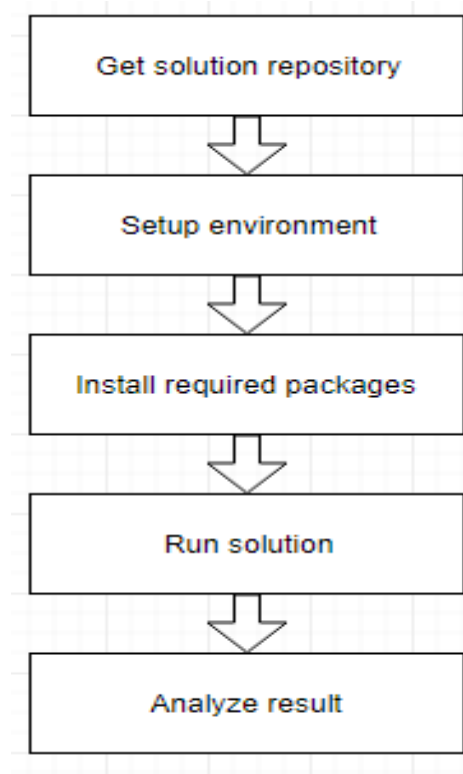 Get solution repository
Setup environment
Install required packages
Run solution
Analyze result